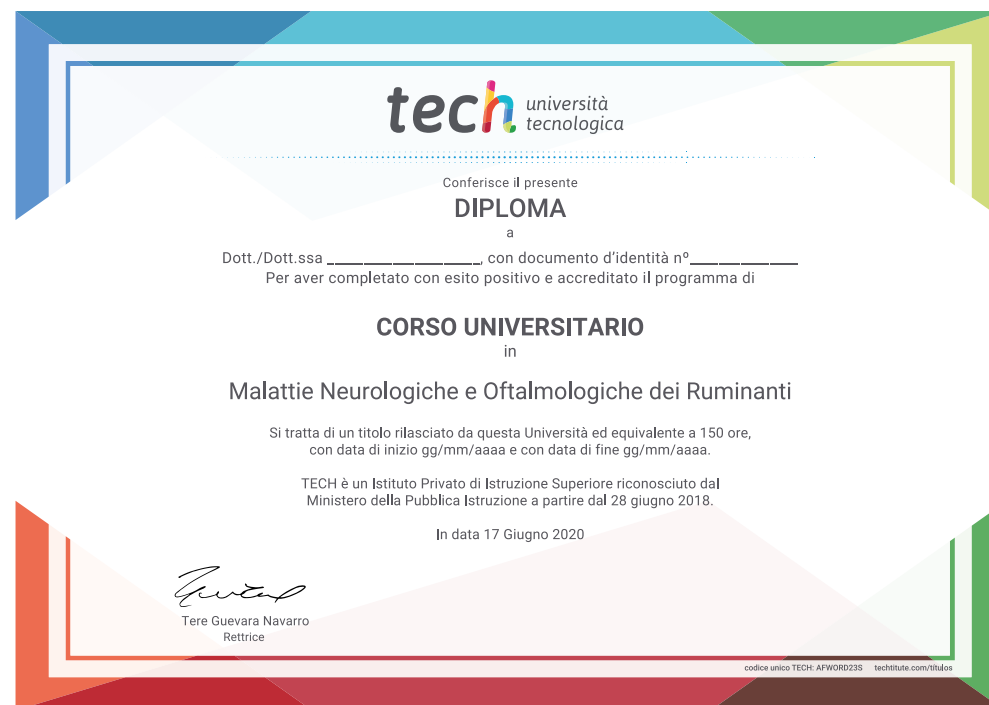 tech università
tecnologica
Conferisce il presente
DIPLOMA
a
Dott./Dott.ssa ____________________, con documento d'identità nº______________
Per aver completato con esito positivo e accreditato il programma di
CORSO UNIVERSITARIO
in
Malattie Neurologiche e Oftalmologiche dei Ruminanti
Si tratta di un titolo rilasciato da questa Università ed equivalente a 150 ore,
con data di inizio gg/mm/aaaa e con data di fine gg/mm/aaaa.
TECH è un Istituto Privato di Istruzione Superiore riconosciuto dal
Ministero della Pubblica Istruzione a partire dal 28 giugno 2018.
In data 17 Giugno 2020
Tere Guevara Navarro
Rettrice
codice unico TECH: AFWORD23S techtitute.com/títulos